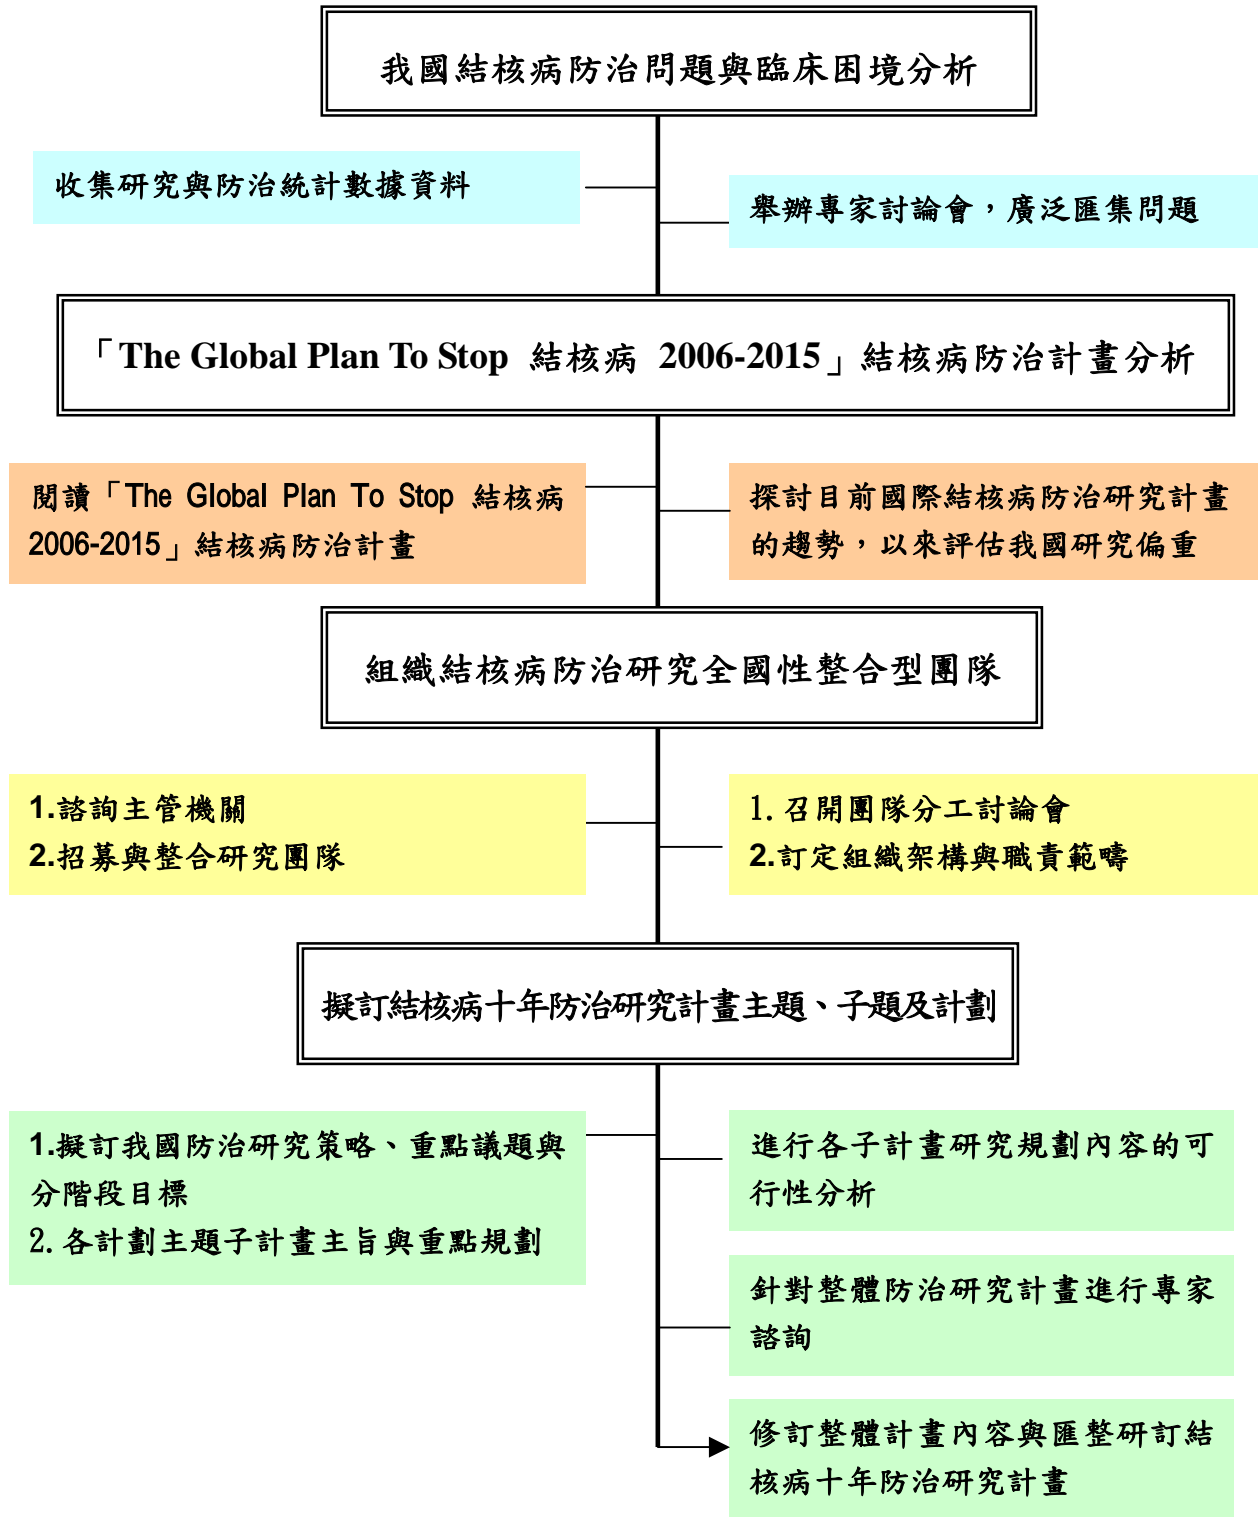 我國結核病防治問題與臨床困境分析
收集研究與防治統計數據資料
舉辦專家討論會，廣泛匯集問題
「The Global Plan To Stop 結核病 2006-2015」結核病防治計畫分析
閱讀「The Global Plan To Stop 結核病
2006-2015」結核病防治計畫
探討目前國際結核病防治研究計畫
的趨勢，以來評估我國研究偏重
組織結核病防治研究全國性整合型團隊
1.諮詢主管機關
2.招募與整合研究團隊
1.召開團隊分工討論會
2.訂定組織架構與職責範疇
擬訂結核病十年防治研究計畫主題、子題及計劃
1.擬訂我國防治研究策略、重點議題與
分階段目標
2.各計劃主題子計畫主旨與重點規劃
進行各子計畫研究規劃內容的可
行性分析
針對整體防治研究計畫進行專家
諮詢
修訂整體計畫內容與匯整研訂結
核病十年防治研究計畫